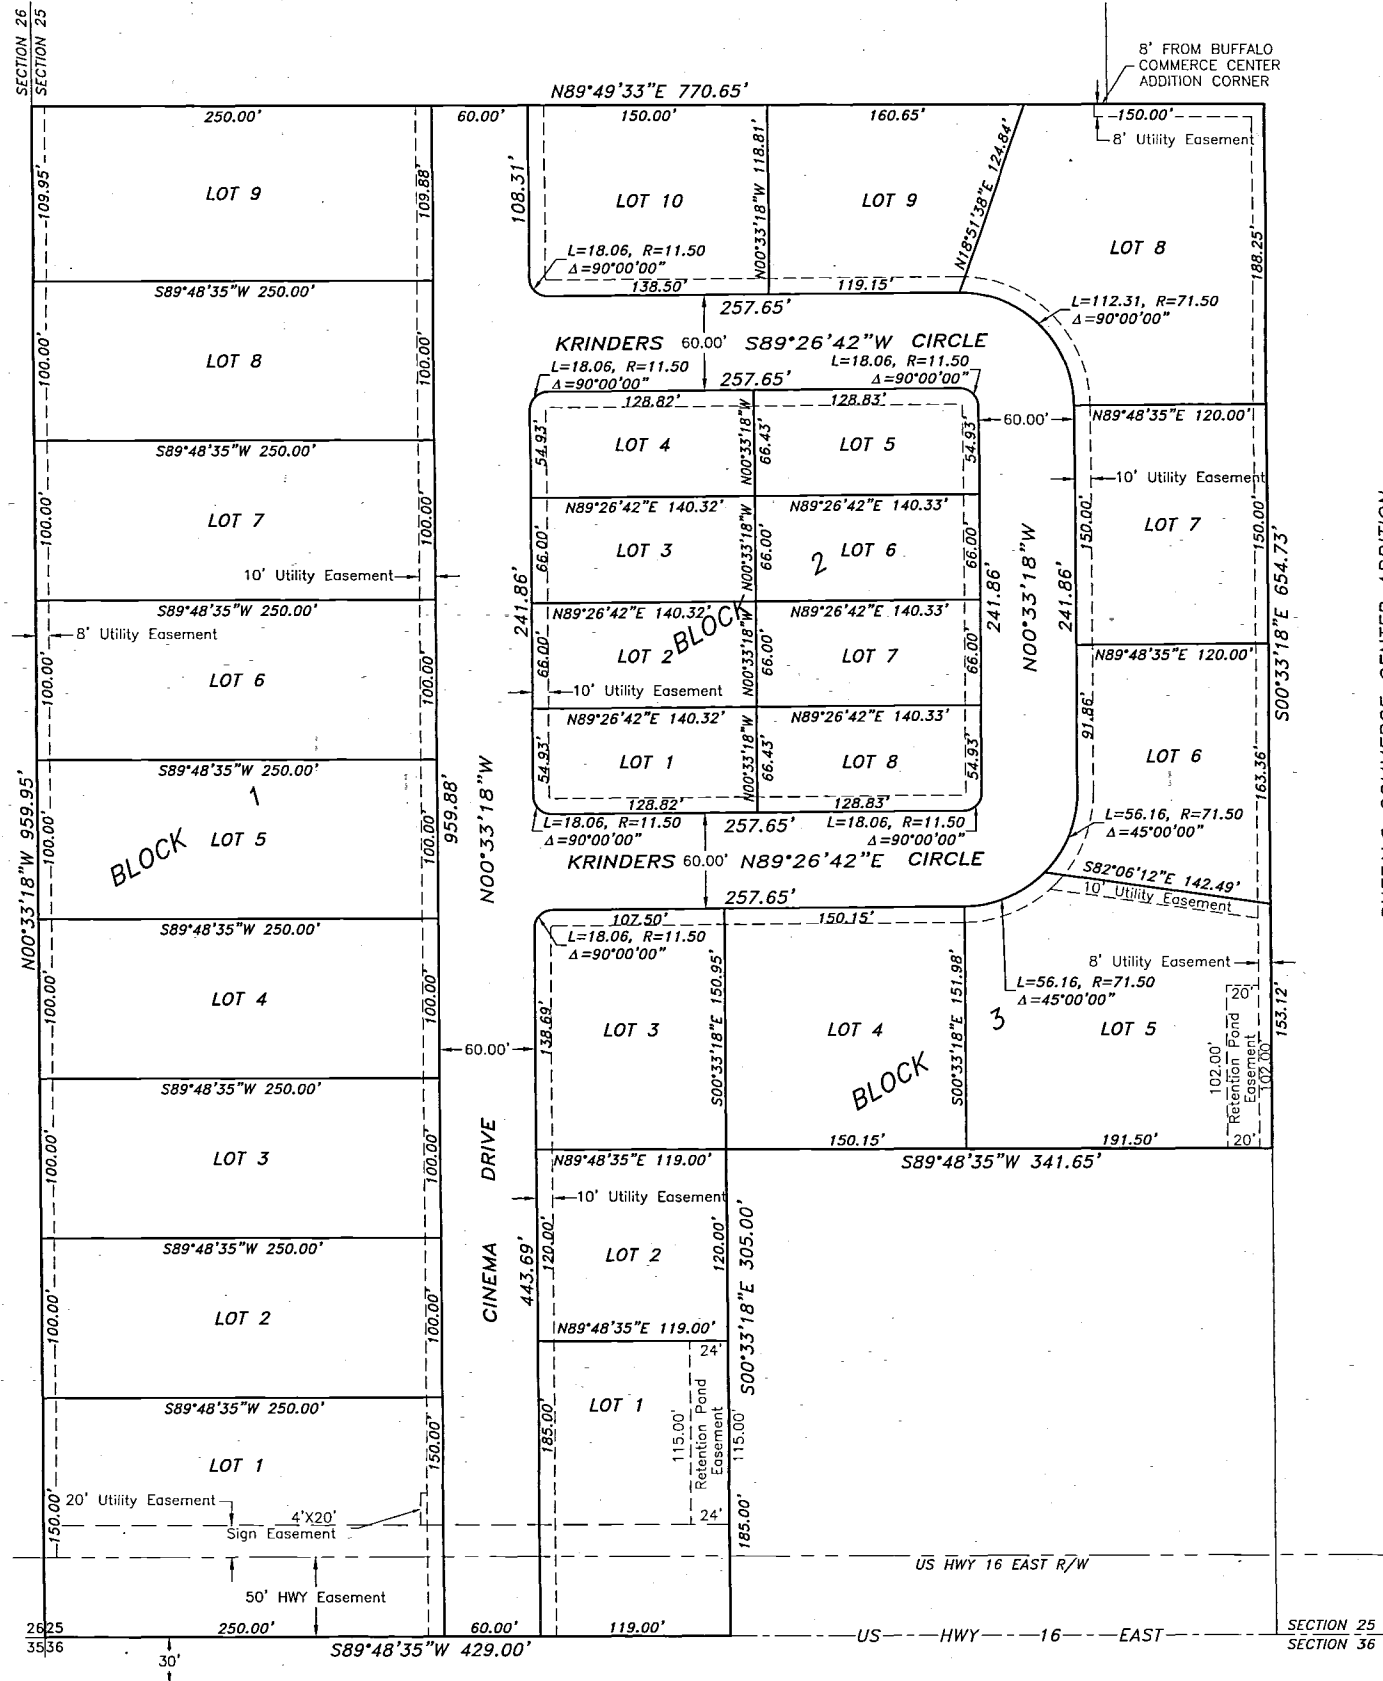 SECTION 26
SECTION 25
8' FROM BUFFALO
COMMERCE CENTER
ADDITION CORNER
N89°49'33"E 770.65'
250.00'
60.00'
150.00'
160.65'
150.00'
8' Utility Easement
109.95'
LOT 9
109.88'
108.31'
LOT 10
N00°33'18"W 118.81'
LOT 9
N18°51'38"E 124.84'
LOT 8
188.25'
L=18.06, R=11.50
Δ=90°00'00"
S89°48'35"W 250.00'
138.50'
119.15'
257.65'
L=112.31, R=71.50
Δ=90°00'00"
KRINDERS 60.00' S89°26'42"W CIRCLE
100.00'
LOT 8
100.00'
L=18.06, R=11.50
Δ=90°00'00"
L=18.06, R=11.50
Δ=90°00'00"
257.65'
128.82'
128.83'
60.00'
N89°48'35"E 120.00'
S89°48'35"W 250.00'
54.93'
LOT 4
N00°33'18"W
66.43'
LOT 5
54.93'
10' Utility Easement
N89°26'42"E 140.32'
N89°26'42"E 140.33'
100.00'
LOT 7
100.00'
10' Utility Easement
66.00'
LOT 3
N00°33'18"W
66.00'
2
LOT 6
66.00'
N00°33'18"W
150.00'
LOT 7
150.00'
S00°33'18"E 654.73'
241.86'
241.86'
241.86'
S89°48'35"W 250.00'
8' Utility Easement
N89°26'42"E 140.32'
BLOCK
N89°26'42"E 140.33'
100.00'
LOT 6
100.00'
66.00'
LOT 2
N00°33'18"W
66.00'
LOT 7
66.00'
N89°48'35"E 120.00'
10' Utility Easement
N89°26'42"E 140.32'
N89°26'42"E 140.33'
91.86'
LOT 6
163.36'
S89°48'35"W 250.00'
54.93'
LOT 1
N00°33'18"W
66.43'
LOT 8
54.93'
N00°33'18"W 959.95'
1
BLOCK
959.88'
N00°33'18"W
128.82'
128.83'
L=18.06, R=11.50
Δ=90°00'00"
257.65'
L=18.06, R=11.50
Δ=90°00'00"
L=56.16, R=71.50
Δ=45°00'00"
100.00'
LOT 5
100.00'
KRINDERS 60.00' N89°26'42"E CIRCLE
S82°06'12"E 142.49'
10' Utility Easement
257.65'
S89°48'35"W 250.00'
107.50'
150.15'
L=18.06, R=11.50
Δ=90°00'00"
8' Utility Easement
L=56.16, R=71.50
Δ=45°00'00"
100.00'
LOT 4
100.00'
60.00'
138.69'
LOT 3
S00°33'18"E 150.95'
LOT 4
S00°33'18"E 151.98'
3
BLOCK
LOT 5
20'
102.00'
Retention Pond
Easement
102.00'
20'
153.12'
S89°48'35"W 250.00'
150.15'
191.50'
100.00'
LOT 3
100.00'
CINEMA DRIVE
N89°48'35"E 119.00'
S89°48'35"W 341.65'
10' Utility Easement
S89°48'35"W 250.00'
443.69'
120.00'
LOT 2
120.00'
S00°33'18"E 305.00'
100.00'
LOT 2
100.00'
N89°48'35"E 119.00'
24'
S89°48'35"W 250.00'
LOT 1
185.00'
115.00'
Retention Pond
Easement
115.00'
24'
185.00'
150.00'
LOT 1
150.00'
20' Utility Easement
4'X20'
Sign Easement
US HWY 16 EAST R/W
50' HWY Easement
2625
3536
250.00'
60.00'
119.00'
S89°48'35"W 429.00'
30'
US HWY 16 EAST
SECTION 25
SECTION 36